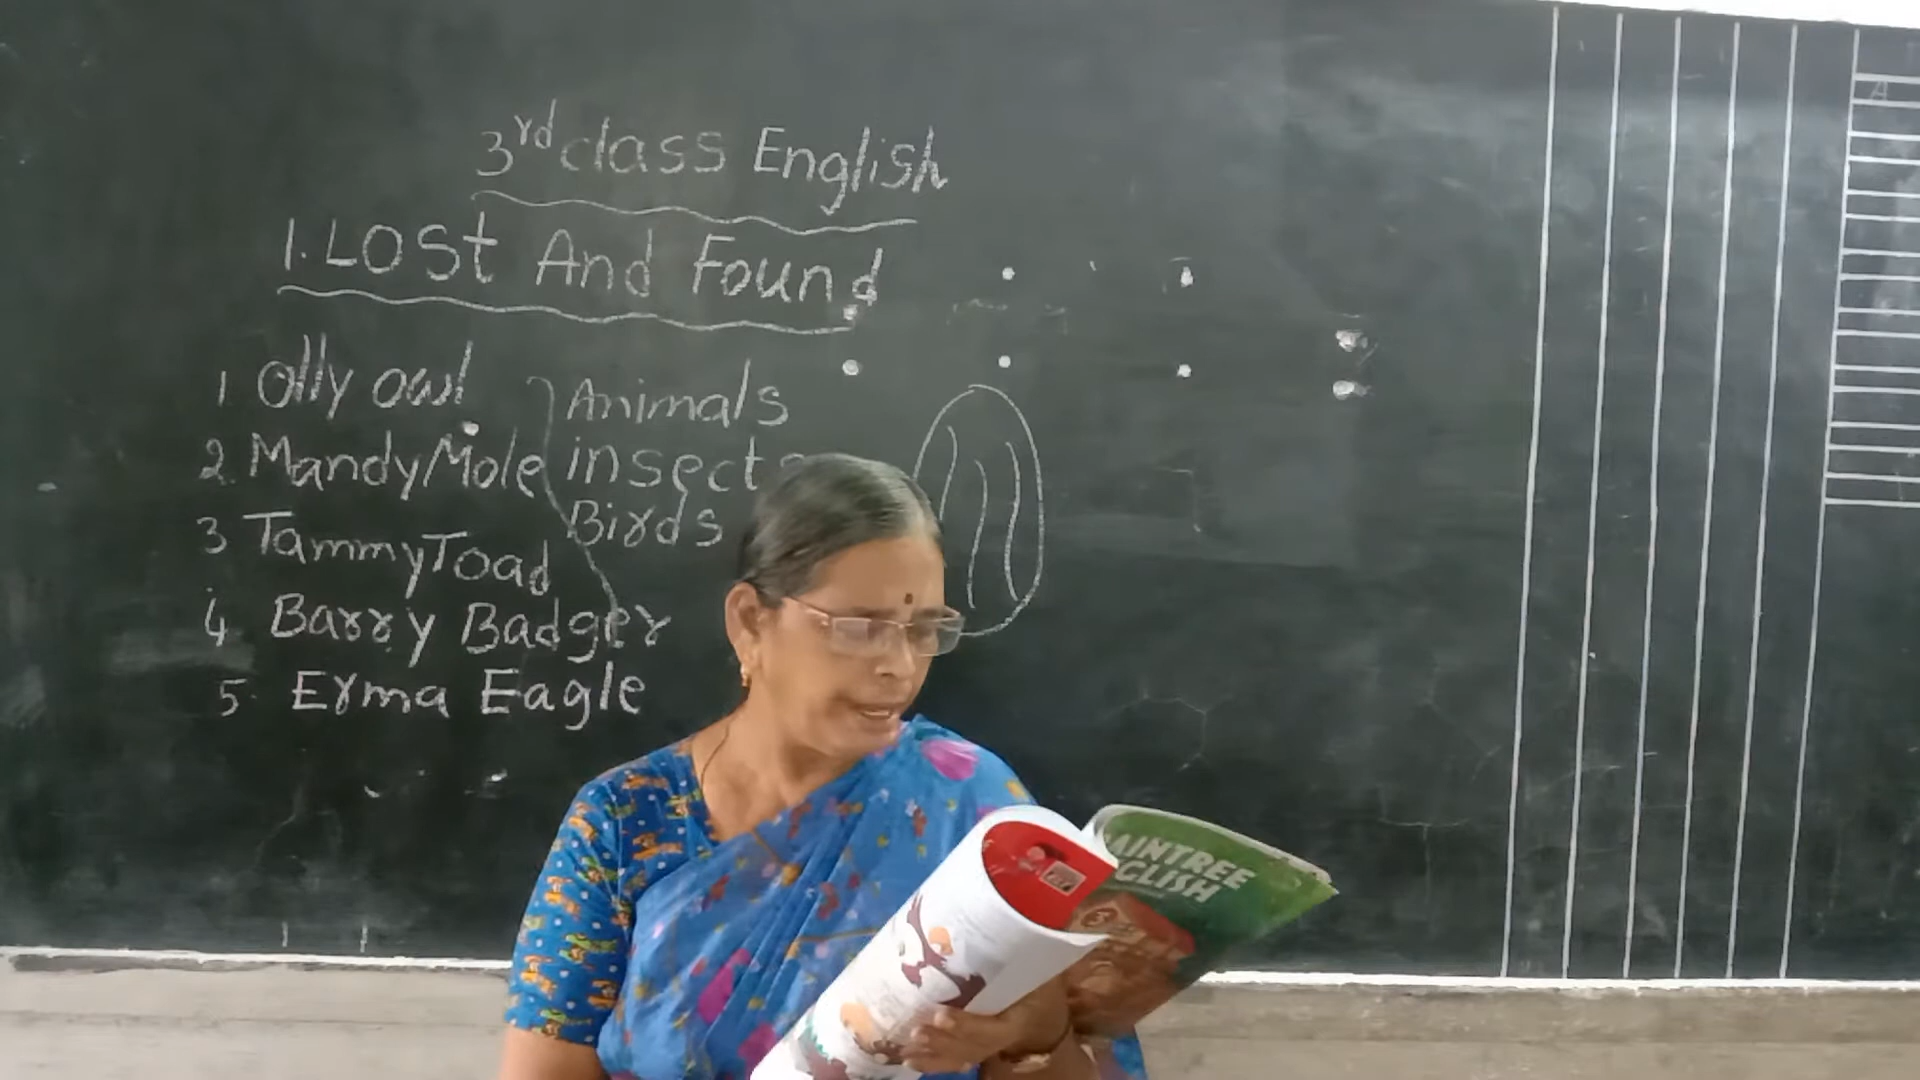 3rd class English
1. LOSt And Found
1 Olly owl
2. Mandy Mole
3 Tammy Toad
4 Barry Badger
5. Erma Eagle
Animals
insects
Birds
AINTREE
GLISH
3
A